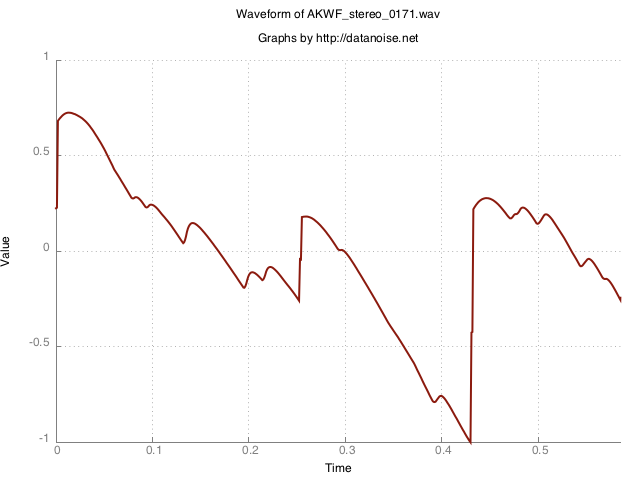 Waveform of AKWF_stereo_0171.wav
Graphs by http://datanoise.net
1
0.5
0
-0.5
-1
Value
0 0.1 0.2 0.3 0.4 0.5
Time